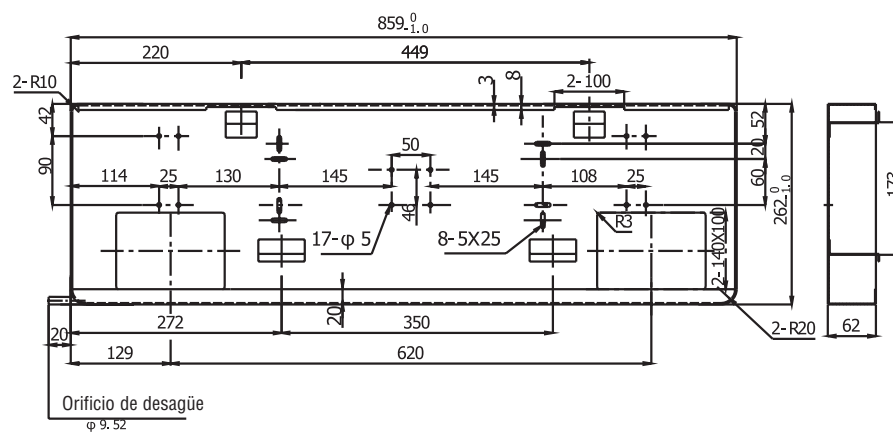 859 0 -1.0
220 449
2-R10 3 8 2-100
42 52
90 20 60
50
114 25 130 145 145 108 25
46
262 0 -1.0
173
17-φ 5 8-5X25 R3
2-140X100
20
20 272 350 2-R20 62
129 620
Orificio de desagüe
φ 9.52